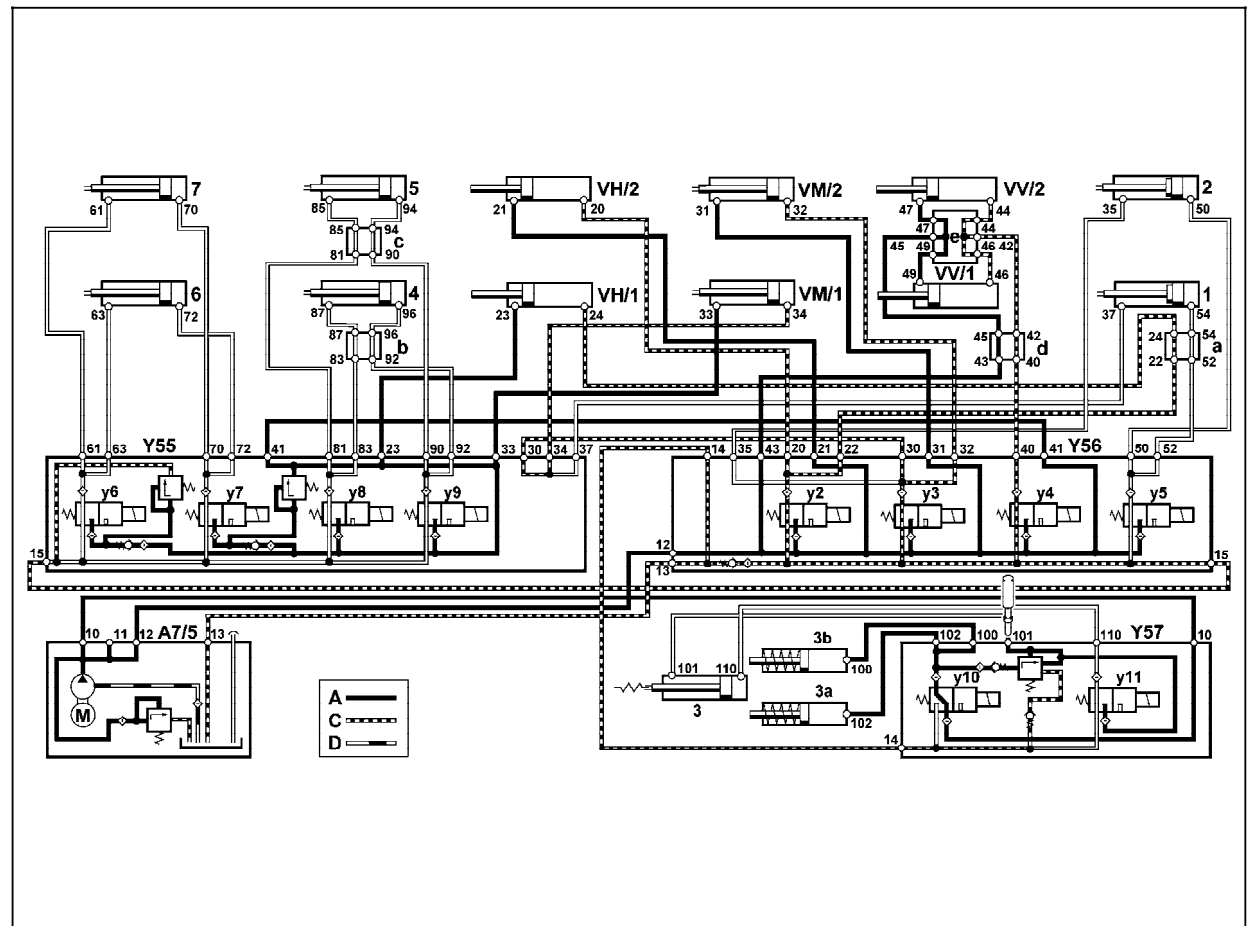 7 5 VH/2 VM/2 VV/2 2
61 70 85 94 21 20 31 32 47 44 35 50
85 94 47 44
c e
45 49 46 42
81 90
VV/1
49 46
6 4 VH/1 VM/1 1
63 72 87 96 23 24 33 34 37 54
87 96 45 42 24 54
b d a
83 92 43 40 22 52
61 63 Y55 70 72 41 81 83 23 90 92 33 30 34 37 14 35 43 20 21 22 30 31 32 40 41 Y56 50 52
y6 y7 y8 y9 y2 y3 y4 y5
15 12 13 15
10 11 12 A7/5 13 102 100 101 110 Y57 10
3b
101 110 100
y10 y11
A 3a
M C 3 102
D 14